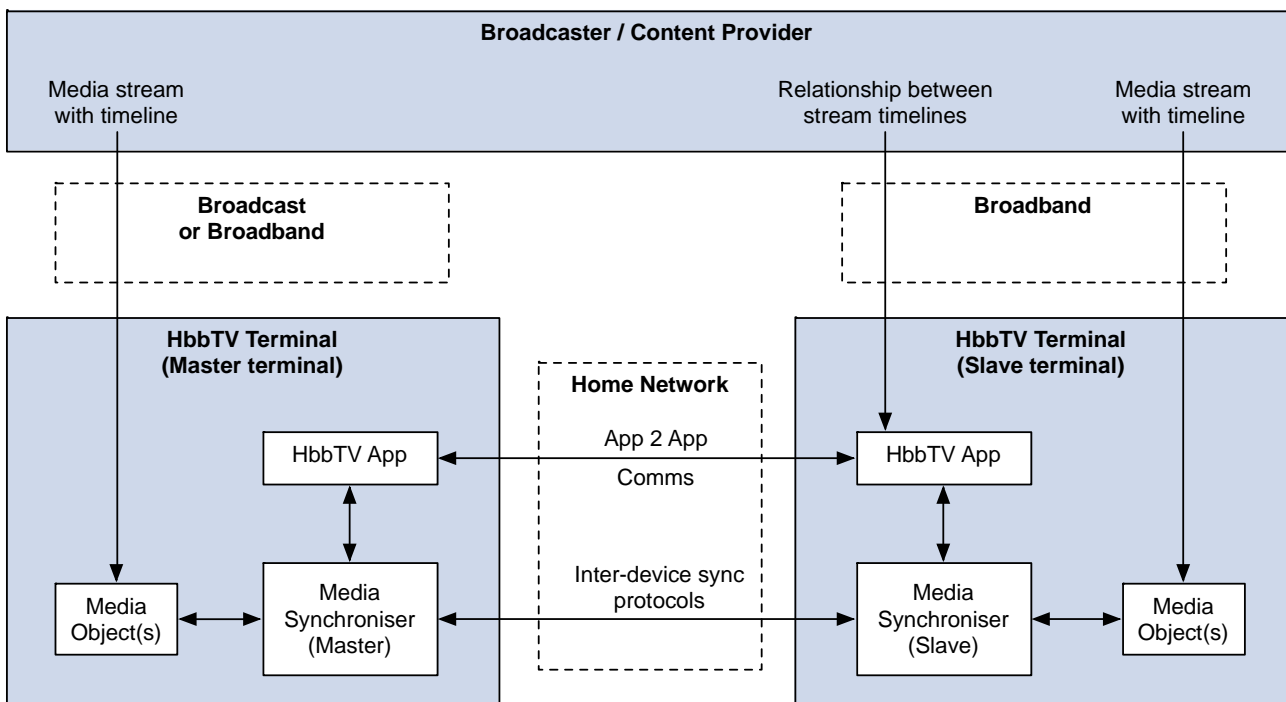 Broadcaster / Content Provider
Media stream
with timeline
Relationship between
stream timelines
Media stream
with timeline
Broadcast
or Broadband
Broadband
HbbTV Terminal
(Master terminal)
Home Network
HbbTV Terminal
(Slave terminal)
HbbTV App
App 2 App
Comms
HbbTV App
Media
Object(s)
Media
Synchroniser
(Master)
Inter-device sync
protocols
Media
Synchroniser
(Slave)
Media
Object(s)